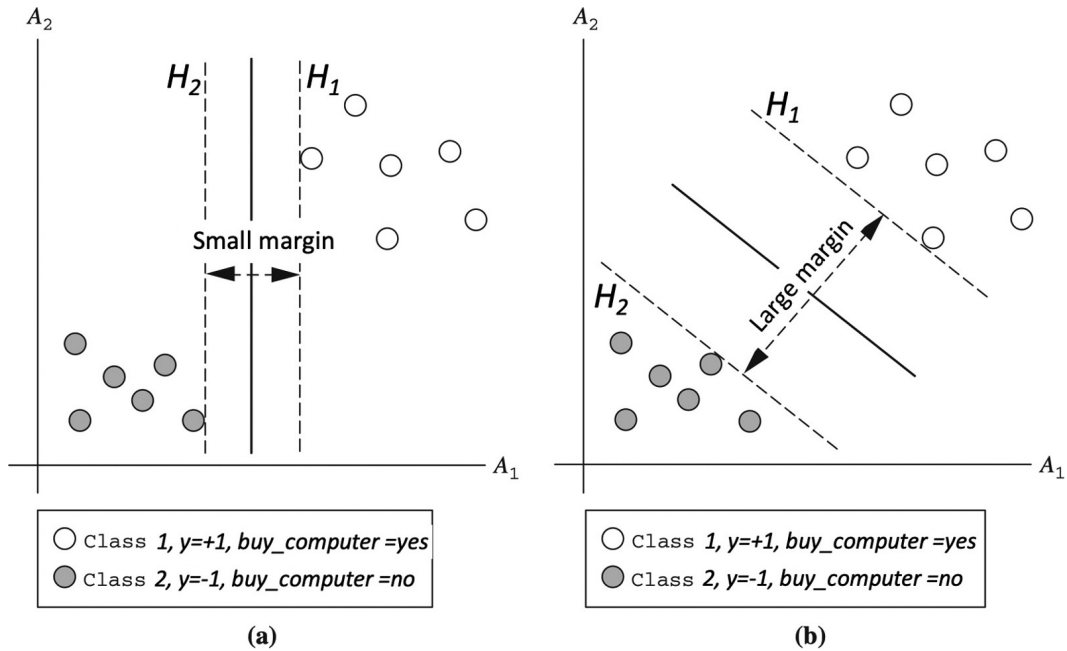 A2
H2
H1
Small margin
A1
Class 1, y=+1, buy_computer =yes
Class 2, y=-1, buy_computer =no
(a)
A2
H1
Large margin
H2
A1
Class 1, y=+1, buy_computer =yes
Class 2, y=-1, buy_computer =no
(b)